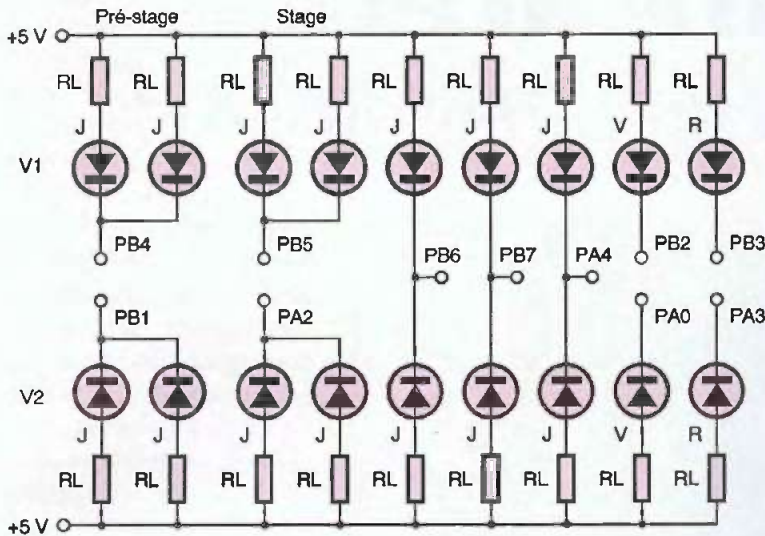 Pré-stage Stage
+5 V
RL RL RL RL RL RL RL RL RL
J J J J J J J V R
V1
PB4 PB5 PB6 PB7 PA4 PB2 PB3
PB1 PA2 PA0 PA3
V2
J J J J J J J V R
RL RL RL RL RL RL RL RL RL
+5 V